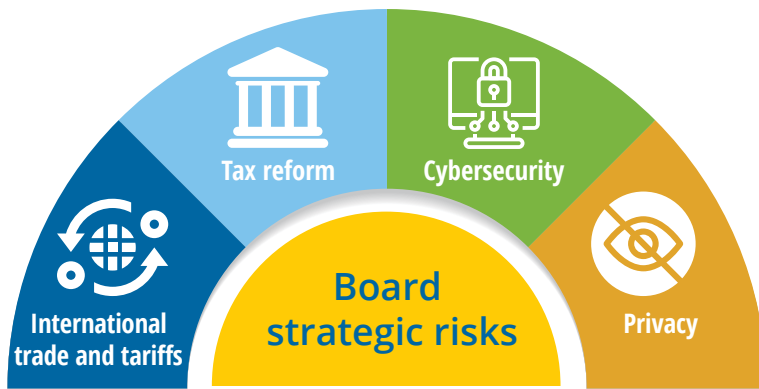 Tax reform
Cybersecurity
International
trade and tariffs
Board
strategic risks
Privacy